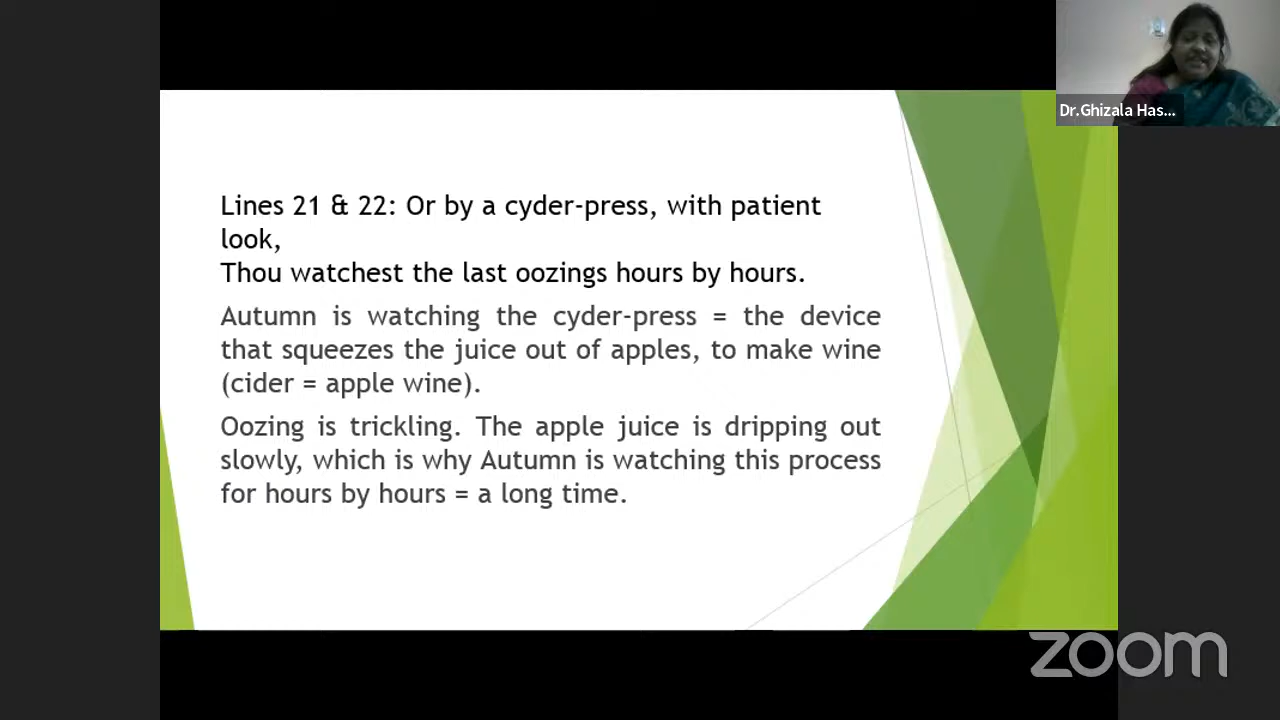 Dr.Ghizala Has...
Lines 21 & 22: Or by a cyder-press, with patient
look,
Thou watchest the last oozings hours by hours.
Autumn is watching the cyder-press = the device
that squeezes the juice out of apples, to make wine
(cider = apple wine).
Oozing is trickling. The apple juice is dripping out
slowly, which is why Autumn is watching this process
for hours by hours = a long time.
zoom